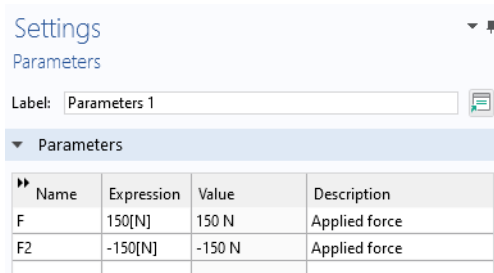 Settings
Parameters
Label: Parameters 1
Parameters
Name Expression Value Description
F 150[N] 150 N Applied force
F2 -150[N] -150 N Applied force